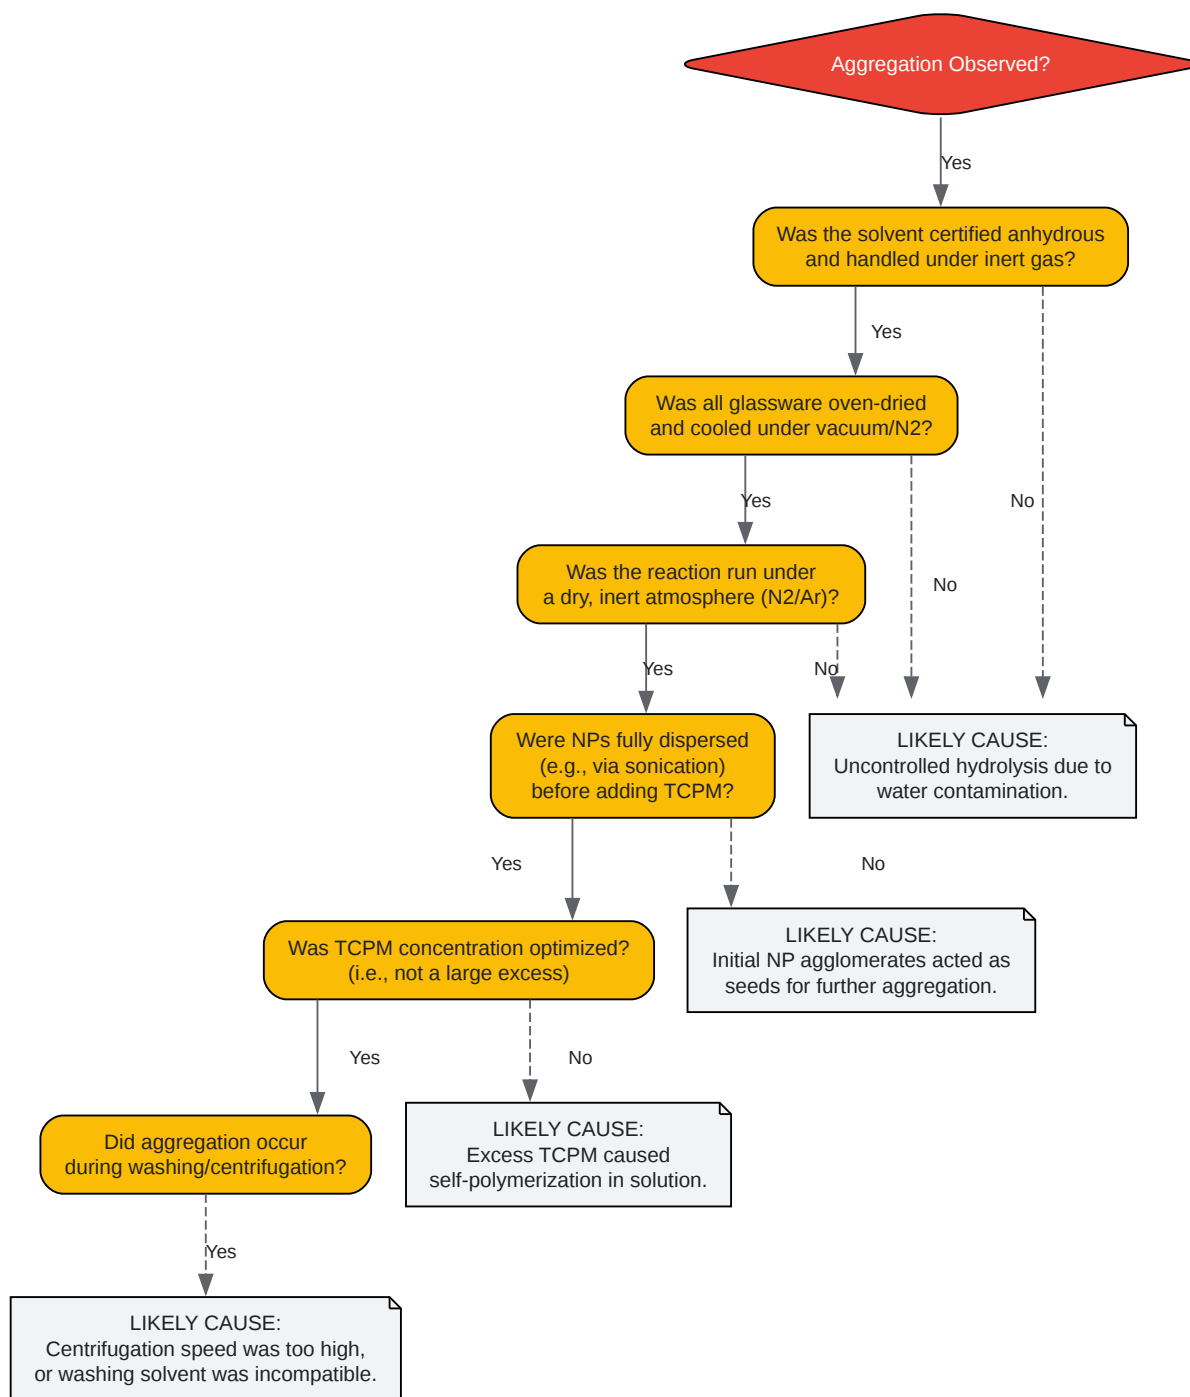 Aggregation Observed?
Yes
Was the solvent certified anhydrous
and handled under inert gas?
Yes
Was all glassware oven-dried
and cooled under vacuum/N2?
Yes
No
Was the reaction run under
a dry, inert atmosphere (N2/Ar)?
No
Yes
No
Were NPs fully dispersed
(e.g., via sonication)
before adding TCPM?
LIKELY CAUSE:
Uncontrolled hydrolysis due to
water contamination.
Yes
No
Was TCPM concentration optimized?
(i.e., not a large excess)
LIKELY CAUSE:
Initial NP agglomerates acted as
seeds for further aggregation.
Yes
No
Did aggregation occur
during washing/centrifugation?
LIKELY CAUSE:
Excess TCPM caused
self-polymerization in solution.
Yes
LIKELY CAUSE:
Centrifugation speed was too high,
or washing solvent was incompatible.